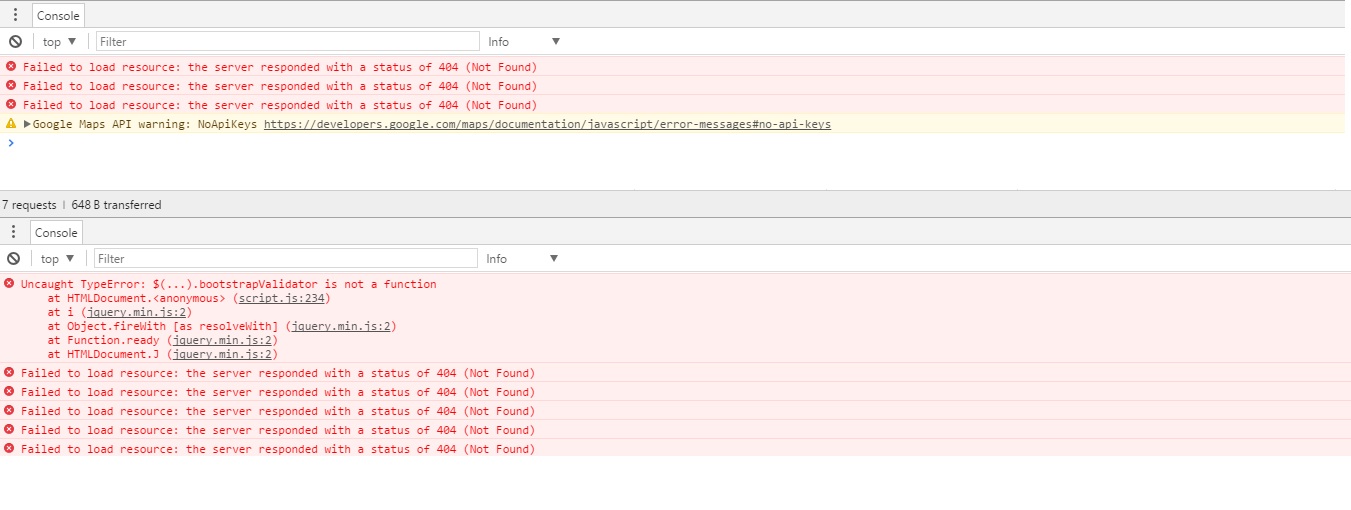 Console
top ▼ Filter Info ▼
Failed to load resource: the server responded with a status of 404 (Not Found)
Failed to load resource: the server responded with a status of 404 (Not Found)
Failed to load resource: the server responded with a status of 404 (Not Found)
▶Google Maps API warning: NoApiKeys https://developers.google.com/maps/documentation/javascript/error-messages#no-api-keys
>
7 requests | 648 B transferred
Console
top ▼ Filter Info ▼
Uncaught TypeError: $(...).bootstrapValidator is not a function
at HTMLDocument.<anonymous> (script.js:234)
at i (jquery.min.js:2)
at Object.fireWith [as resolveWith] (jquery.min.js:2)
at Function.ready (jquery.min.js:2)
at HTMLDocument.J (jquery.min.js:2)
Failed to load resource: the server responded with a status of 404 (Not Found)
Failed to load resource: the server responded with a status of 404 (Not Found)
Failed to load resource: the server responded with a status of 404 (Not Found)
Failed to load resource: the server responded with a status of 404 (Not Found)
Failed to load resource: the server responded with a status of 404 (Not Found)